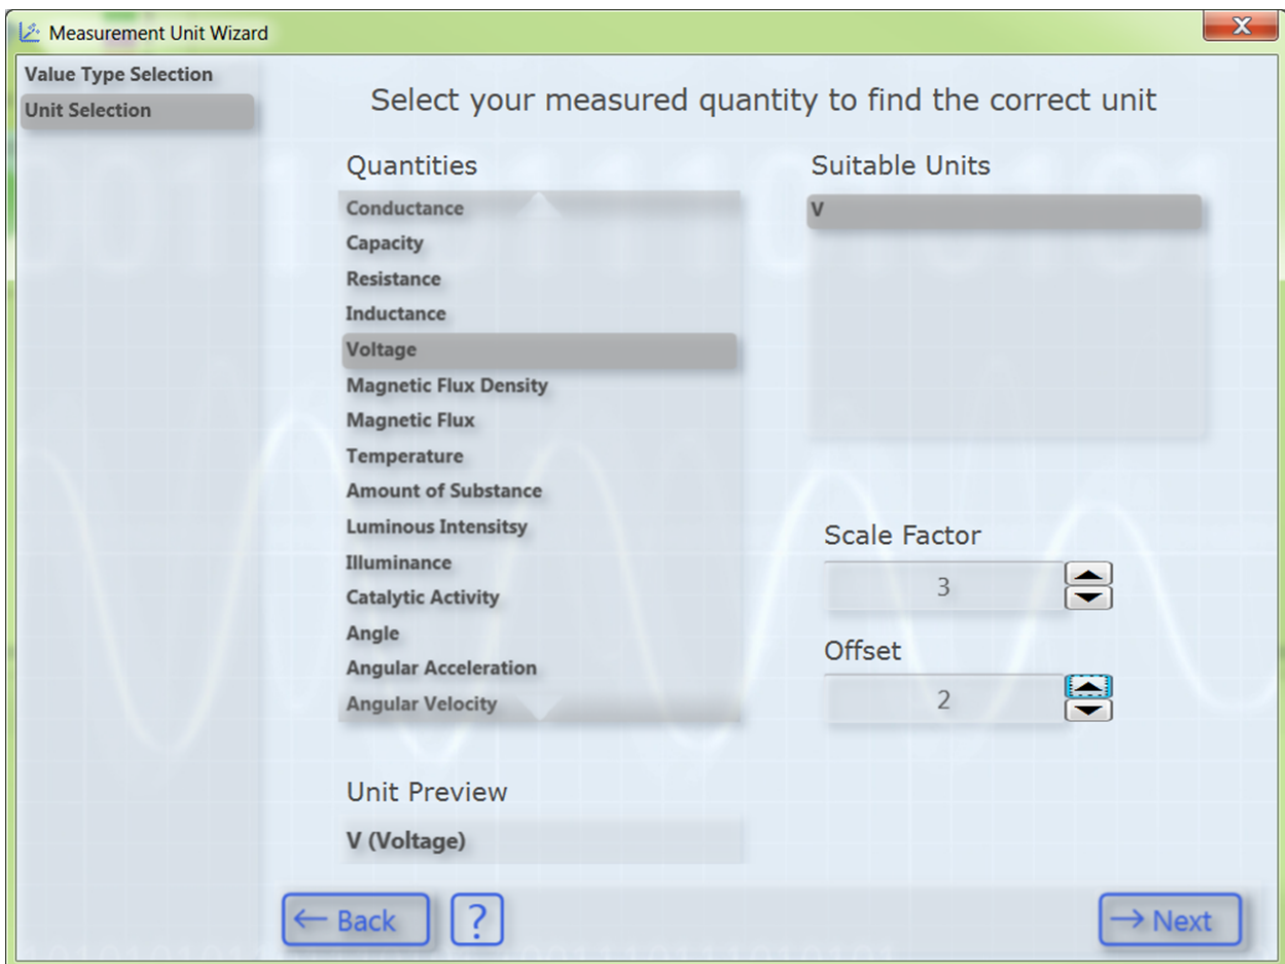 Measurement Unit Wizard
X
Value Type Selection
Unit Selection
Select your measured quantity to find the correct unit
Quantities
Conductance
Capacity
Resistance
Inductance
Voltage
Magnetic Flux Density
Magnetic Flux
Temperature
Amount of Substance
Luminous Intensitsy
Illuminance
Catalytic Activity
Angle
Angular Acceleration
Angular Velocity
Suitable Units
V
Scale Factor
3
Offset
2
Unit Preview
V (Voltage)
← Back
?
→ Next